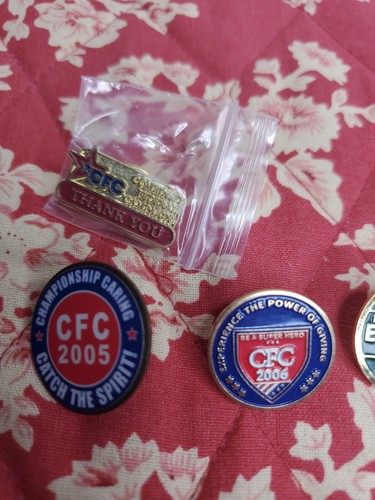 CFC
THANK YOU
CHAMPIONSHIP CARING
CFC
2005
CATCH THE SPIRIT!
EXPERIENCE THE POWER OF GIVING
BE A SUPER HERO
CFC
2006